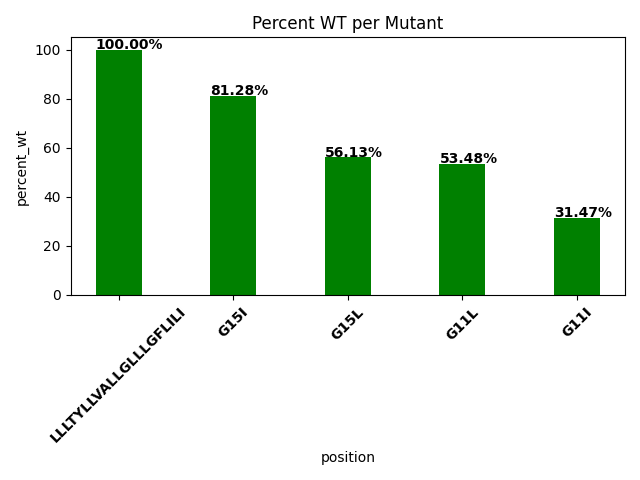 Percent WT per Mutant
percent_wt
100
80
60
40
20
0
100.00%
81.28%
56.13%
53.48%
31.47%
LLLTYLLVALLGLLLGFLILI
G15I
G15L
G11L
G11I
position